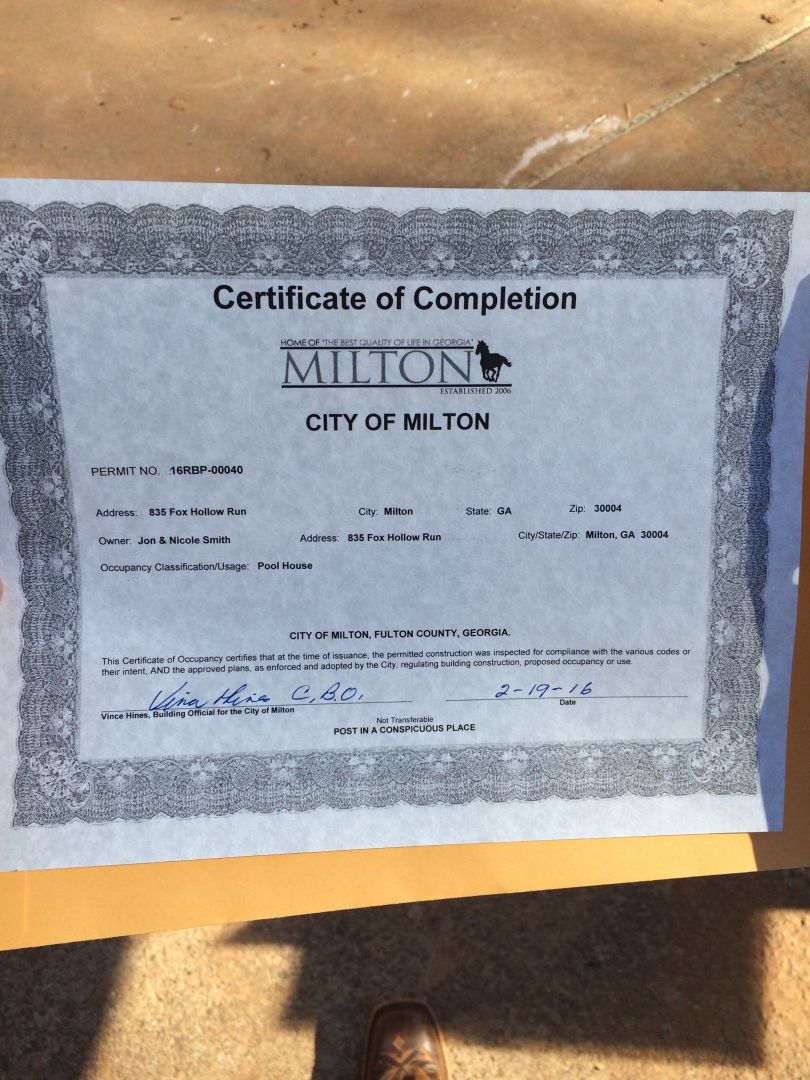 Certificate of Completion
HOME OF "THE BEST QUALITY OF LIFE IN GEORGIA"
MILTON
ESTABLISHED 2006
CITY OF MILTON
PERMIT NO. 16RBP-00040
Address: 835 Fox Hollow Run City: Milton State: GA Zip: 30004
Owner: Jon & Nicole Smith Address: 835 Fox Hollow Run City/State/Zip: Milton, GA 30004
Occupancy Classification/Usage: Pool House
CITY OF MILTON, FULTON COUNTY, GEORGIA.
This Certificate of Occupancy certifies that at the time of issuance, the permitted construction was inspected for compliance with the various codes or
their intent, AND the approved plans, as enforced and adopted by the City, regulating building construction, proposed occupancy or use.
Vince Hines C.B.O. 2-19-16
Vince Hines, Building Official for the City of Milton Date
Not Transferable
POST IN A CONSPICUOUS PLACE